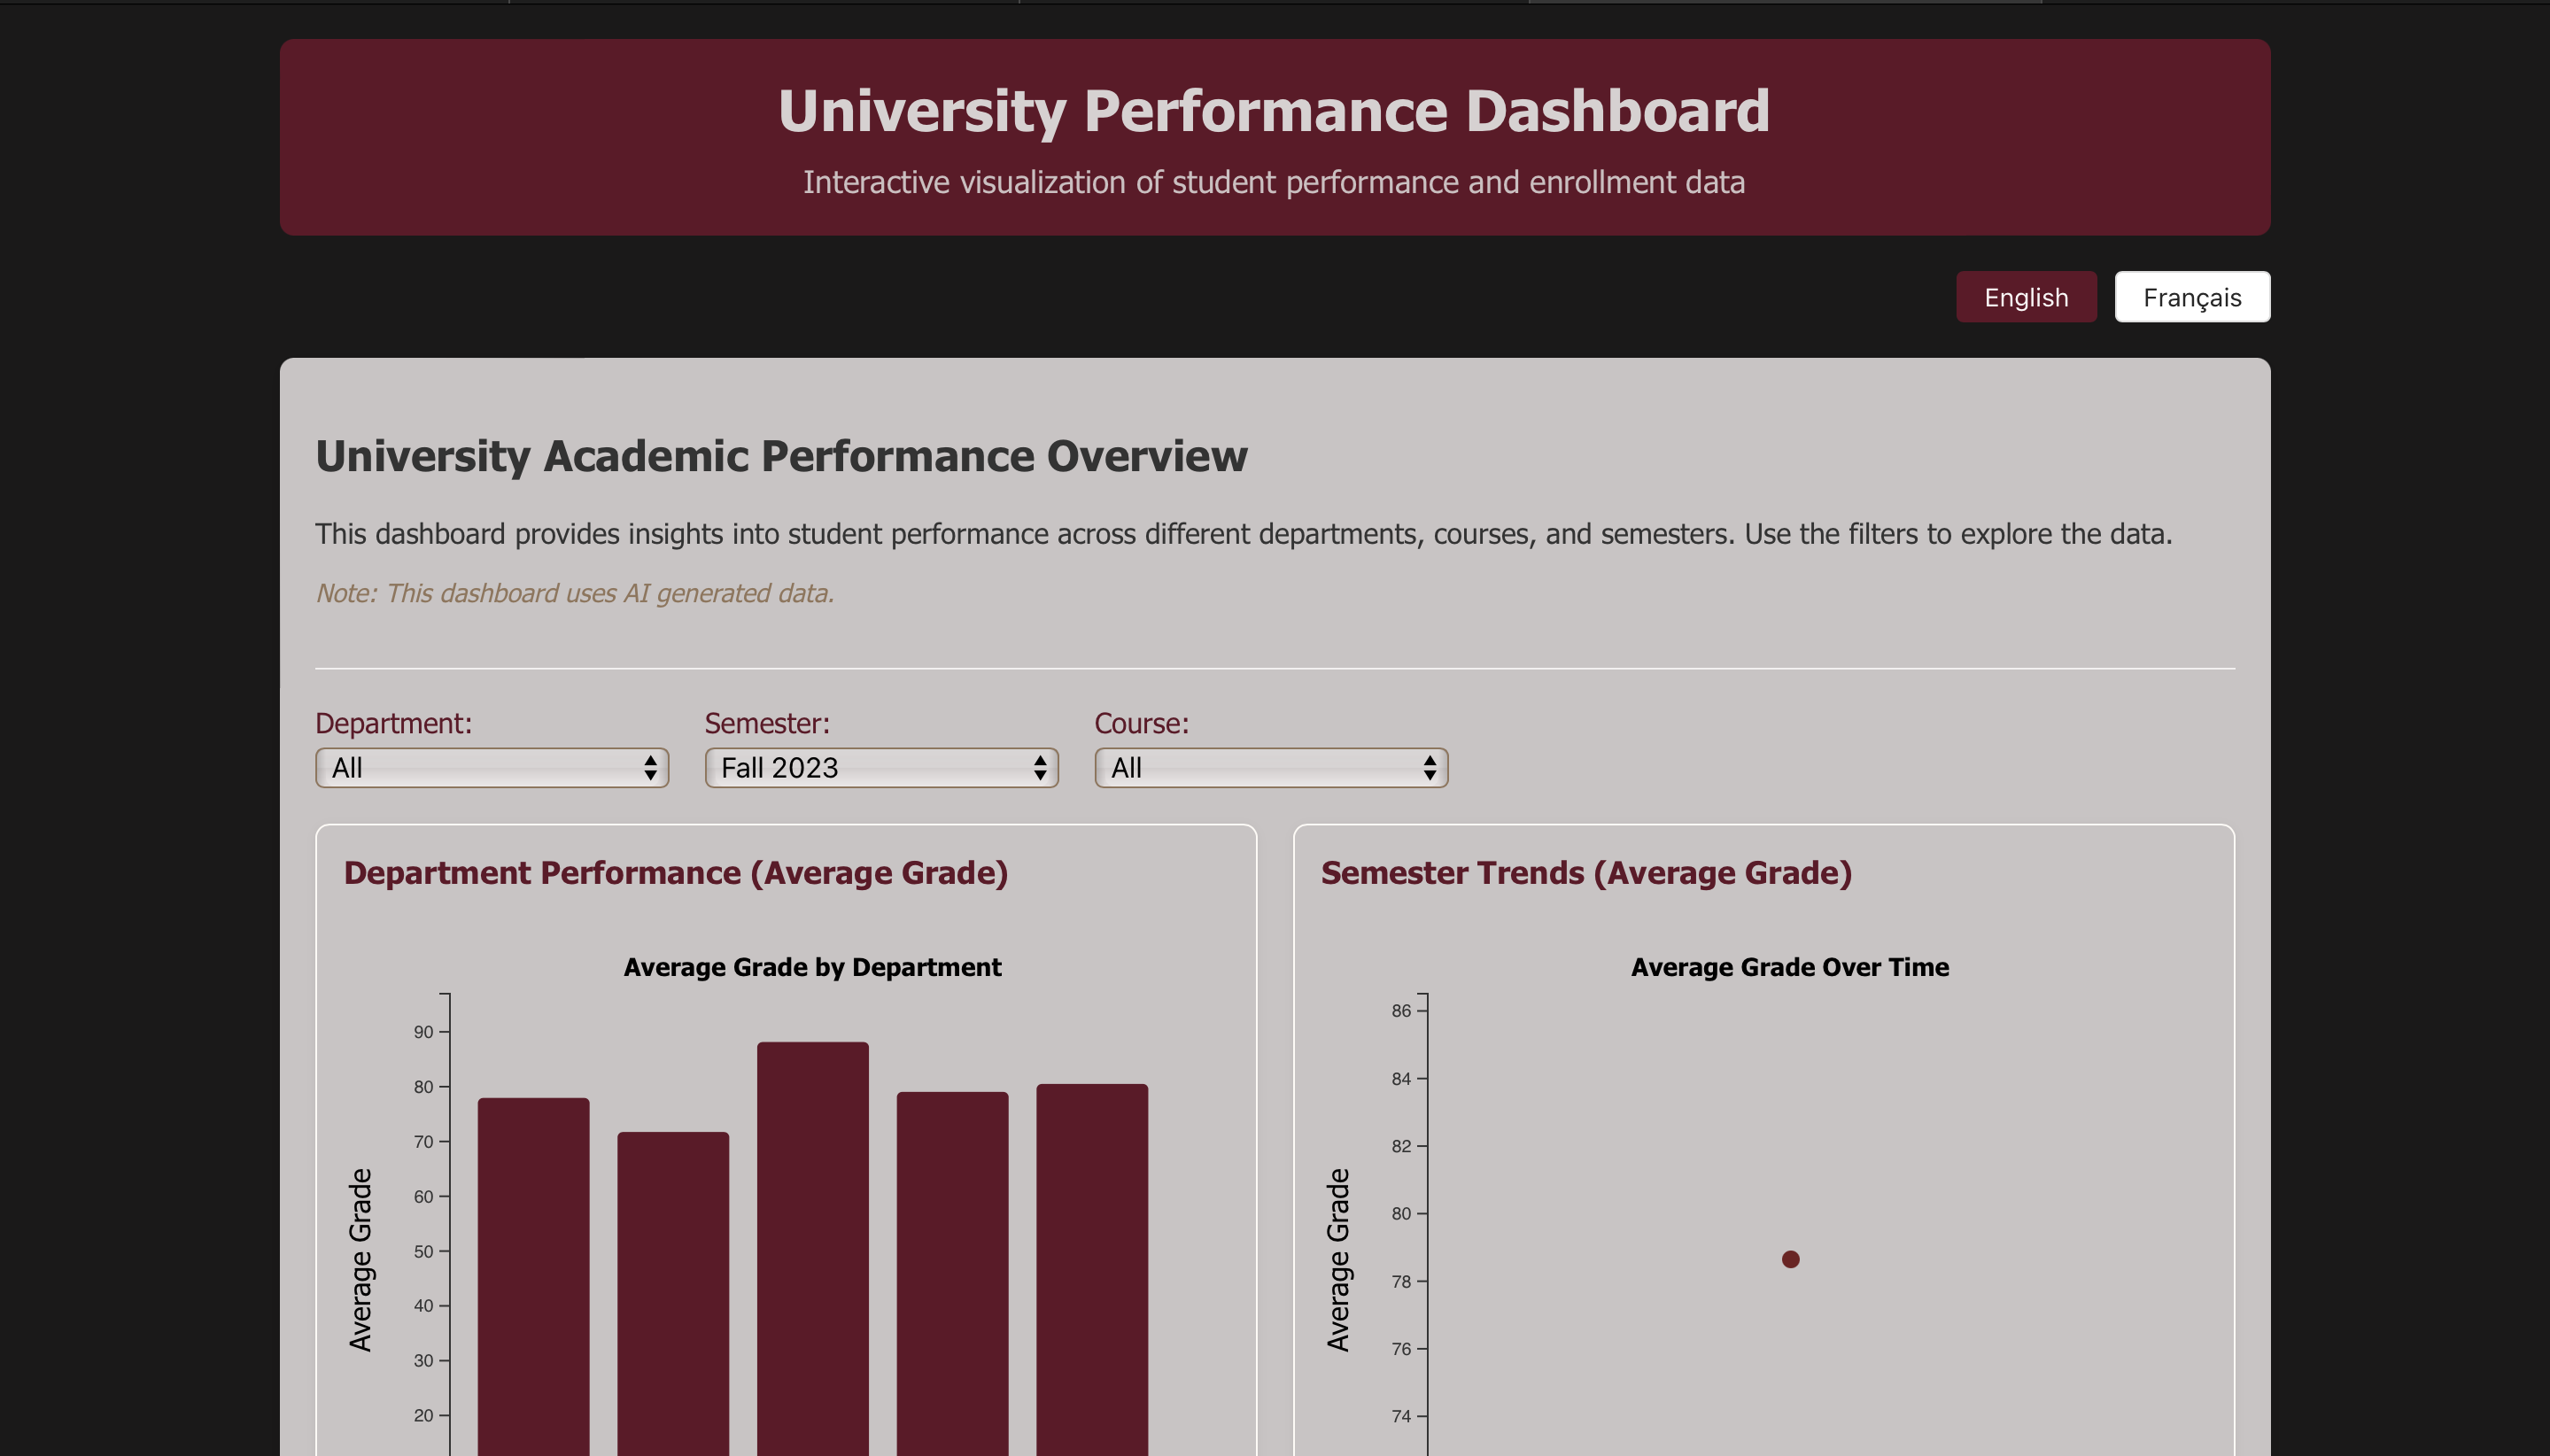 University Performance Dashboard
Interactive visualization of student performance and enrollment data
English
Français
University Academic Performance Overview
This dashboard provides insights into student performance across different departments, courses, and semesters. Use the filters to explore the data.
Note: This dashboard uses AI generated data.
Department:
All
Semester:
Fall 2023
Course:
All
Department Performance (Average Grade)
Average Grade by Department
90
80
70
60
50
40
30
20
Average Grade
Semester Trends (Average Grade)
Average Grade Over Time
86
84
82
80
78
76
74
Average Grade